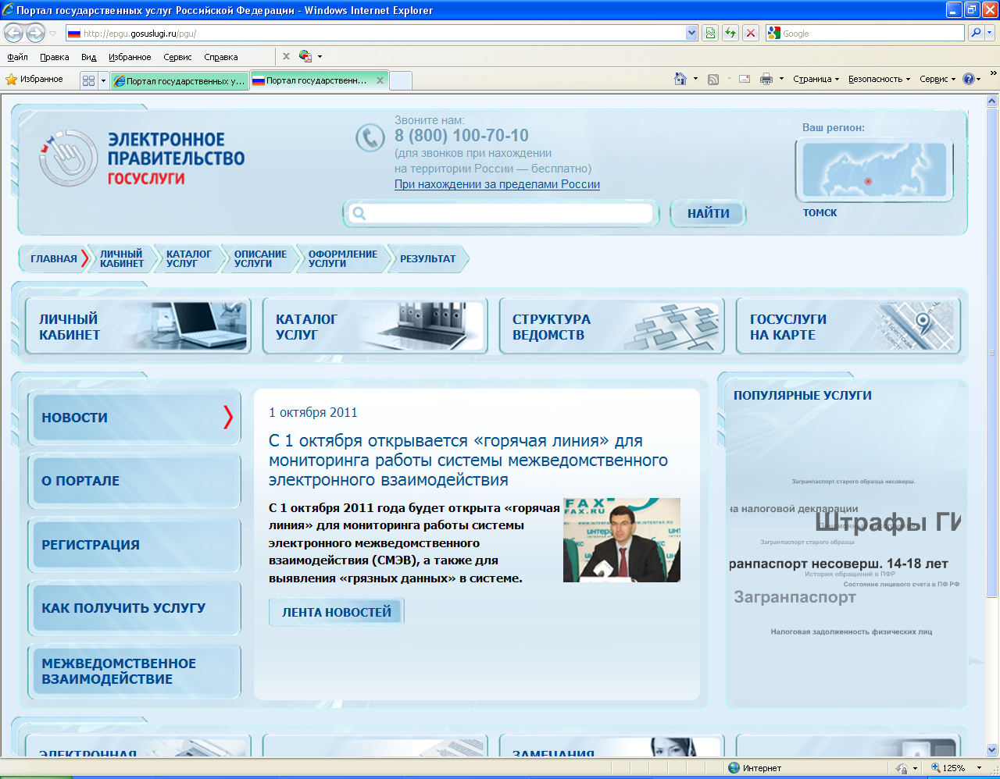 Портал государственных услуг Российской Федерации - Windows Internet Explorer
http://epgu.gosuslugi.ru/pgu/
Google
Файл Правка Вид Избранное Сервис Справка
Избранное
Портал государственных у...
Портал государственн...
Страница Безопасность Сервис
ЭЛЕКТРОННОЕ
ПРАВИТЕЛЬСТВО
ГОСУСЛУГИ
Звоните нам:
8 (800) 100-70-10
(для звонков при нахождении
на территории России — бесплатно)
При нахождении за пределами России
НАЙТИ
Ваш регион:
ТОМСК
ГЛАВНАЯ
ЛИЧНЫЙ
КАБИНЕТ
КАТАЛОГ
УСЛУГ
ОПИСАНИЕ
УСЛУГИ
ОФОРМЛЕНИЕ
УСЛУГИ
РЕЗУЛЬТАТ
ЛИЧНЫЙ
КАБИНЕТ
КАТАЛОГ
УСЛУГ
СТРУКТУРА
ВЕДОМСТВ
ГОСУСЛУГИ
НА КАРТЕ
НОВОСТИ
О ПОРТАЛЕ
РЕГИСТРАЦИЯ
КАК ПОЛУЧИТЬ УСЛУГУ
МЕЖВЕДОМСТВЕННОЕ
ВЗАИМОДЕЙСТВИЕ
1 октября 2011
С 1 октября открывается «горячая линия» для
мониторинга работы системы межведомственного
электронного взаимодействия
С 1 октября 2011 года будет открыта «горячая
линия» для мониторинга работы системы
электронного межведомственного
взаимодействия (СМЭВ), а также для
выявления «грязных данных» в системе.
FAX
FAX.RU
ЛЕНТА НОВОСТЕЙ
ПОПУЛЯРНЫЕ УСЛУГИ
Загранпаспорт старого образца несоверш.
на налоговой декларации
Штрафы ГИ
Загранпаспорт старого образца
ранпаспорт несоверш. 14-18 лет
История обращений в ПФР
Состояние лицевого счета в ПФ РФ
Загранпаспорт
Налоговая задолженность физических лиц
ЭЛЕКТРОННАЯ
ЗАМЕЧАНИЯ
Интернет
125%